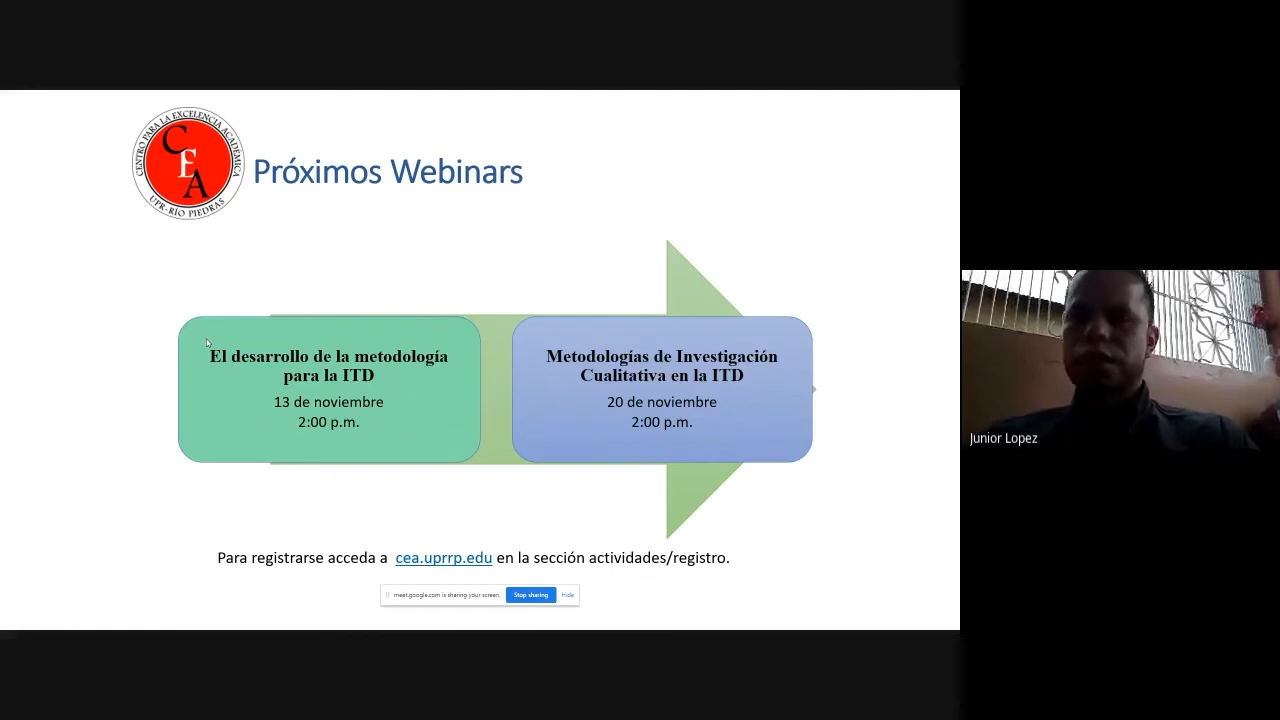 CENTRO PARA LA EXCELENCIA ACADÉMICA
CEA
UPR-RÍO PIEDRAS
Próximos Webinars
El desarrollo de la metodología
para la ITD
13 de noviembre
2:00 p.m.
Metodologías de Investigación
Cualitativa en la ITD
20 de noviembre
2:00 p.m.
Para registrarse acceda a cea.uprrp.edu en la sección actividades/registro.
meet.google.com is sharing your screen.
Stop sharing
Hide
Junior Lopez